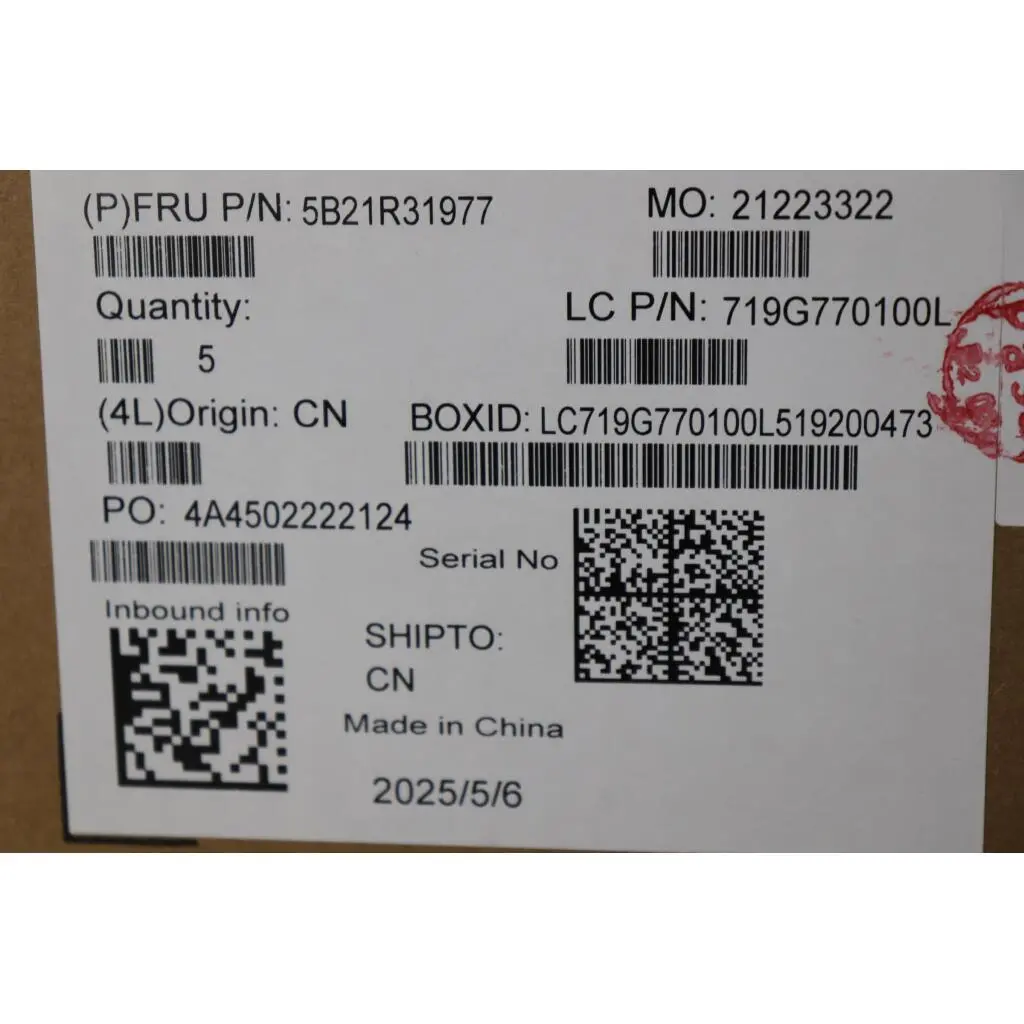 (P)FRU P/N: 5B21R31977
MO: 21223322
Quantity:
5
LC P/N: 719G770100L
(4L)Origin: CN
BOXID: LC719G770100L519200473
PO: 4A4502222124
Serial No
Inbound info
SHIPTO:
CN
Made in China
2025/5/6